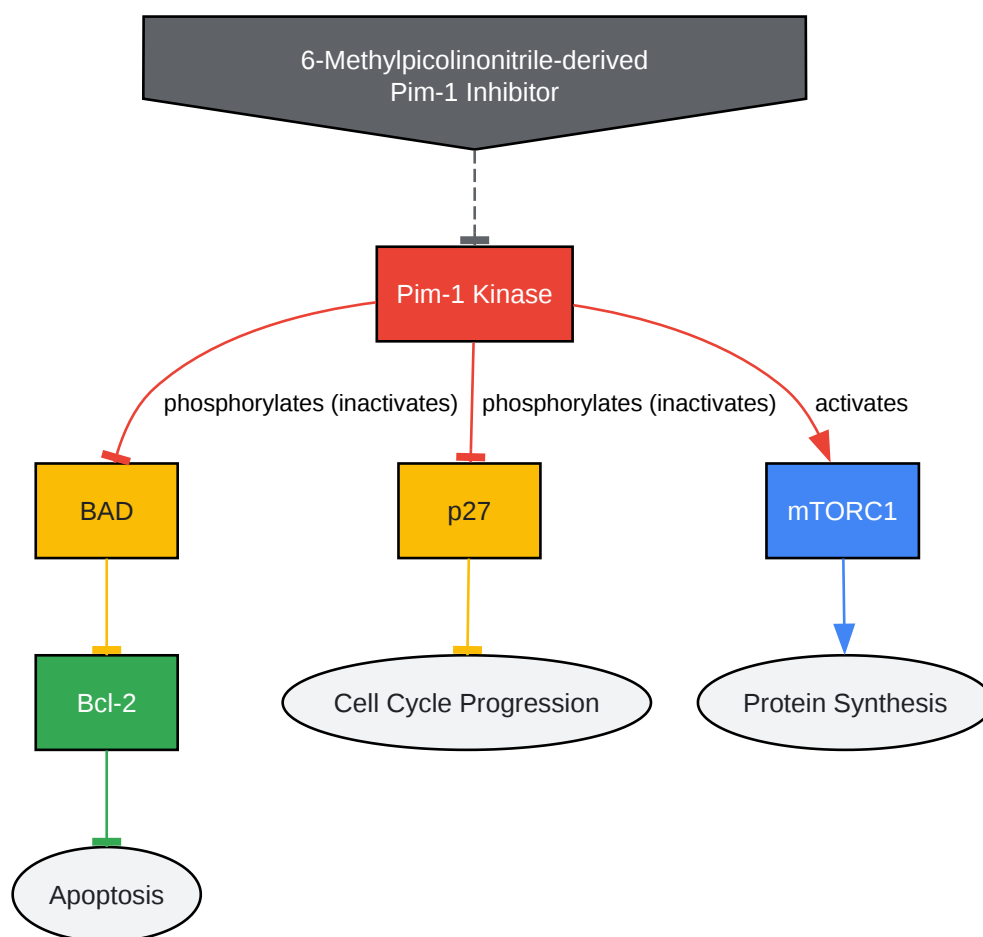 6-Methylpicolinonitrile-derived
Pim-1 Inhibitor
Pim-1 Kinase
phosphorylates (inactivates)
phosphorylates (inactivates)
activates
BAD
p27
mTORC1
Bcl-2
Cell Cycle Progression
Protein Synthesis
Apoptosis